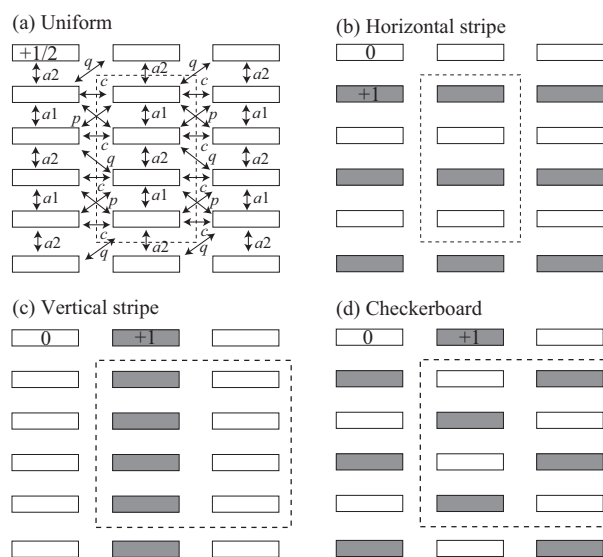 (a) Uniform
+1/2
q
a2
a2
a2
c
a1
a1
a1
p
c
a2
q
a2
q
a2
c
c
a1
a1
a1
p
c
a2
q
a2
q
a2
(b) Horizontal stripe
0
+1
(c) Vertical stripe
0
+1
(d) Checkerboard
0
+1